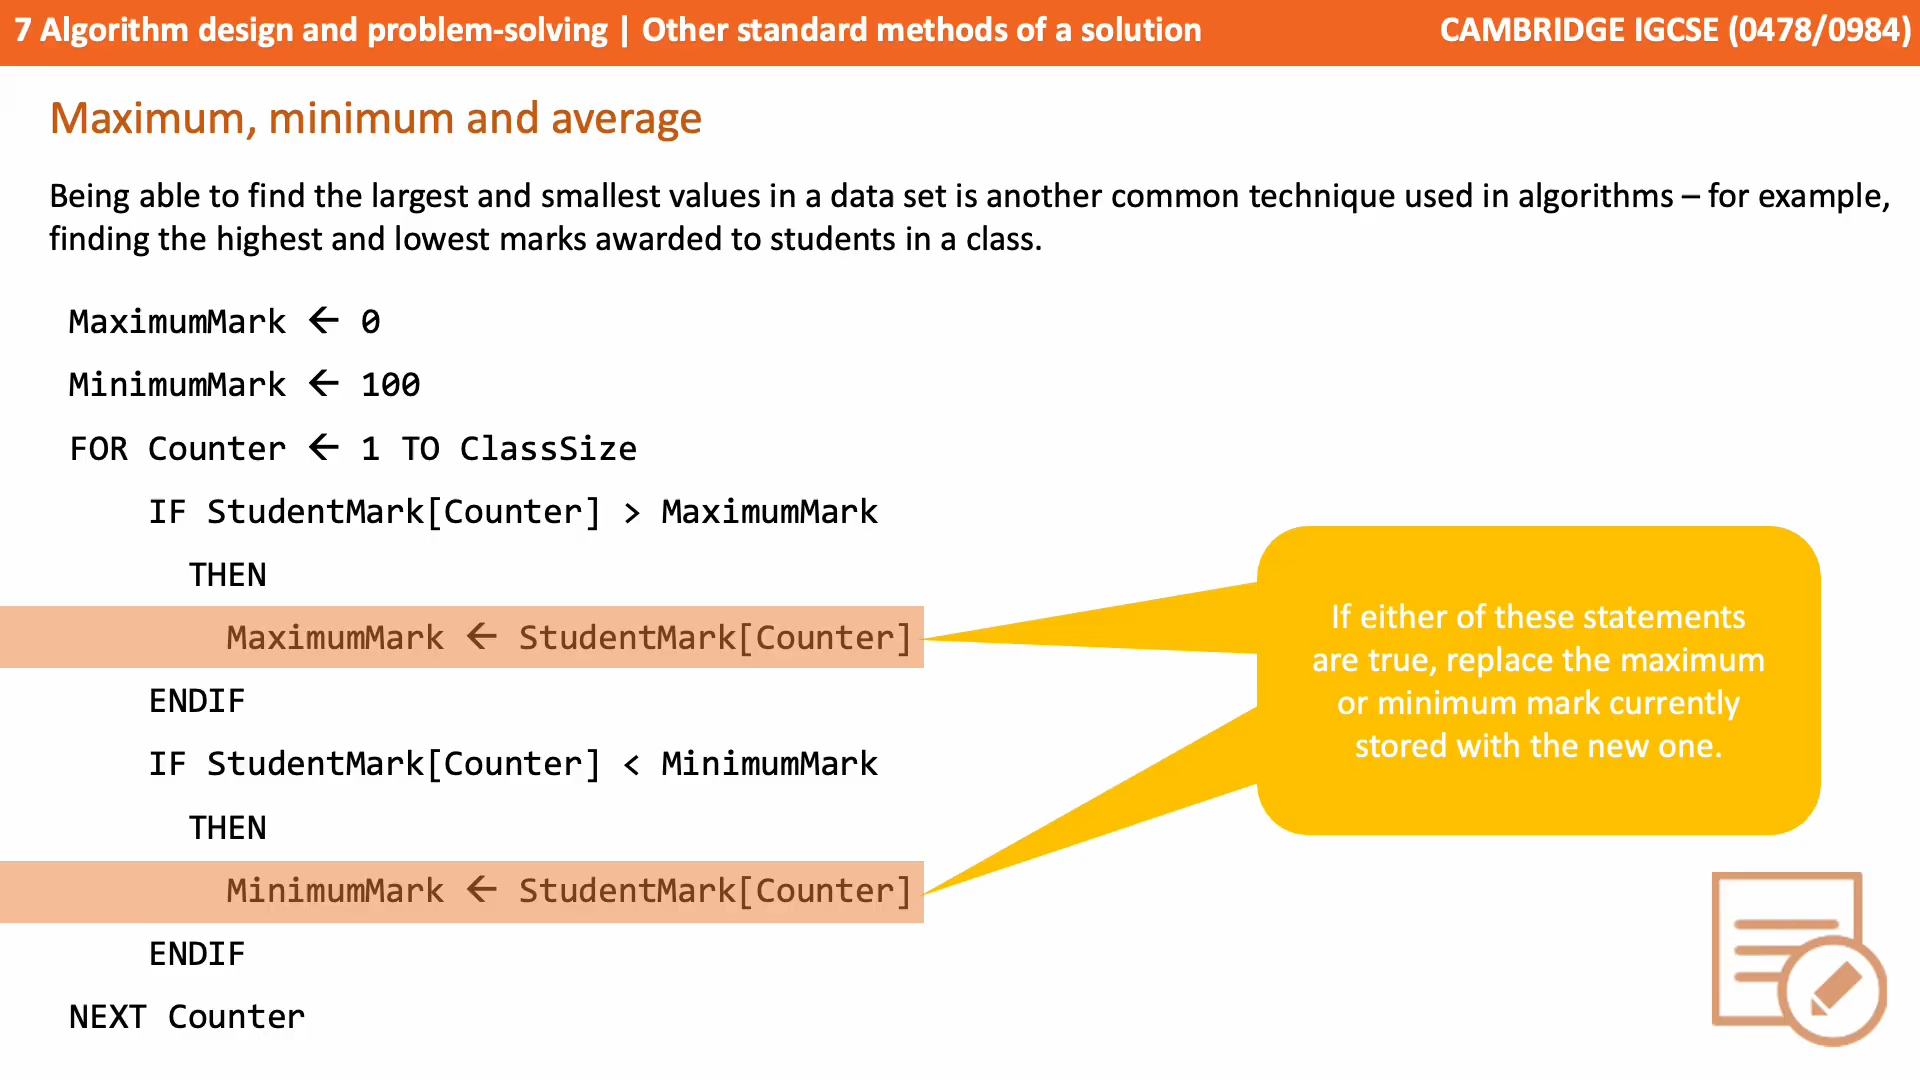 7 Algorithm design and problem-solving | Other standard methods of a solution
CAMBRIDGE IGCSE (0478/0984)
Maximum, minimum and average
Being able to find the largest and smallest values in a data set is another common technique used in algorithms – for example,
finding the highest and lowest marks awarded to students in a class.
MaximumMark ← 0
MinimumMark ← 100
FOR Counter ← 1 TO ClassSize
IF StudentMark[Counter] > MaximumMark
THEN
MaximumMark ← StudentMark[Counter]
ENDIF
IF StudentMark[Counter] < MinimumMark
THEN
MinimumMark ← StudentMark[Counter]
ENDIF
NEXT Counter
If either of these statements
are true, replace the maximum
or minimum mark currently
stored with the new one.